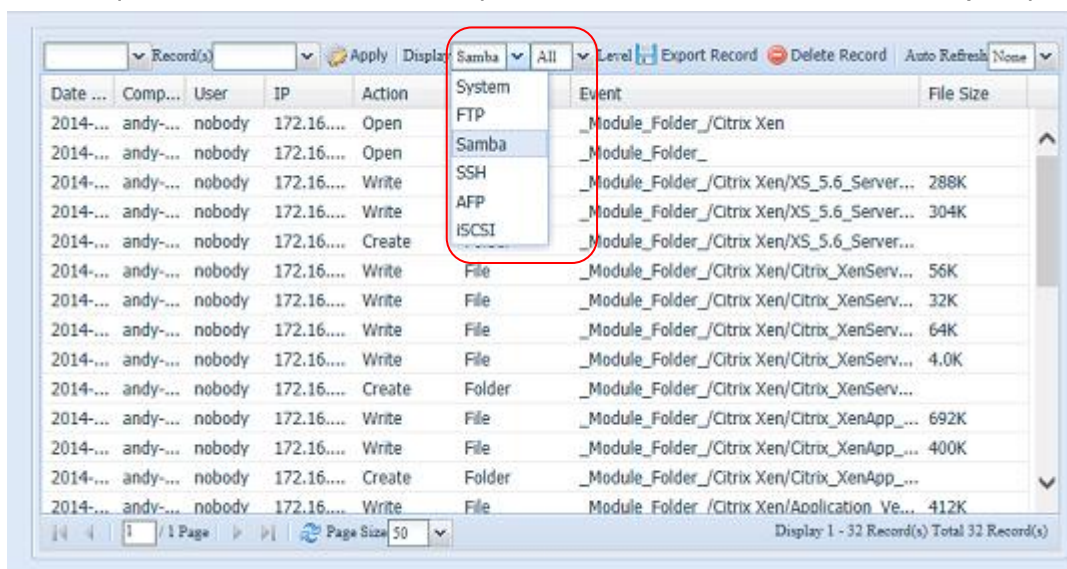 Record(s) Apply Display Samba All Level Export Record Delete Record Auto Refresh None
Date ... Comp... User IP Action Event File Size
System
FTP
Samba
SSH
AFP
iSCSI
2014-... andy-... nobody 172.16.... Open _Module_Folder_/Citrix Xen
2014-... andy-... nobody 172.16.... Open _Module_Folder_
2014-... andy-... nobody 172.16.... Write _Module_Folder_/Citrix Xen/XS_5.6_Server... 288K
2014-... andy-... nobody 172.16.... Write _Module_Folder_/Citrix Xen/XS_5.6_Server... 304K
2014-... andy-... nobody 172.16.... Create _Module_Folder_/Citrix Xen/XS_5.6_Server...
2014-... andy-... nobody 172.16.... Write File _Module_Folder_/Citrix Xen/Citrix_XenServ... 56K
2014-... andy-... nobody 172.16.... Write File _Module_Folder_/Citrix Xen/Citrix_XenServ... 32K
2014-... andy-... nobody 172.16.... Write File _Module_Folder_/Citrix Xen/Citrix_XenServ... 64K
2014-... andy-... nobody 172.16.... Write File _Module_Folder_/Citrix Xen/Citrix_XenServ... 4.0K
2014-... andy-... nobody 172.16.... Create Folder _Module_Folder_/Citrix Xen/Citrix_XenServ...
2014-... andy-... nobody 172.16.... Write File _Module_Folder_/Citrix Xen/Citrix_XenApp_... 692K
2014-... andy-... nobody 172.16.... Write File _Module_Folder_/Citrix Xen/Citrix_XenApp_... 400K
2014-... andy-... nobody 172.16.... Create Folder _Module_Folder_/Citrix Xen/Citrix_XenApp_...
2014-... andy-... nobody 172.16.... Write File _Module_Folder_/Citrix Xen/Application_Ve... 412K
1 / 1 Page Page Size 50 Display 1 - 32 Record(s) Total 32 Record(s)